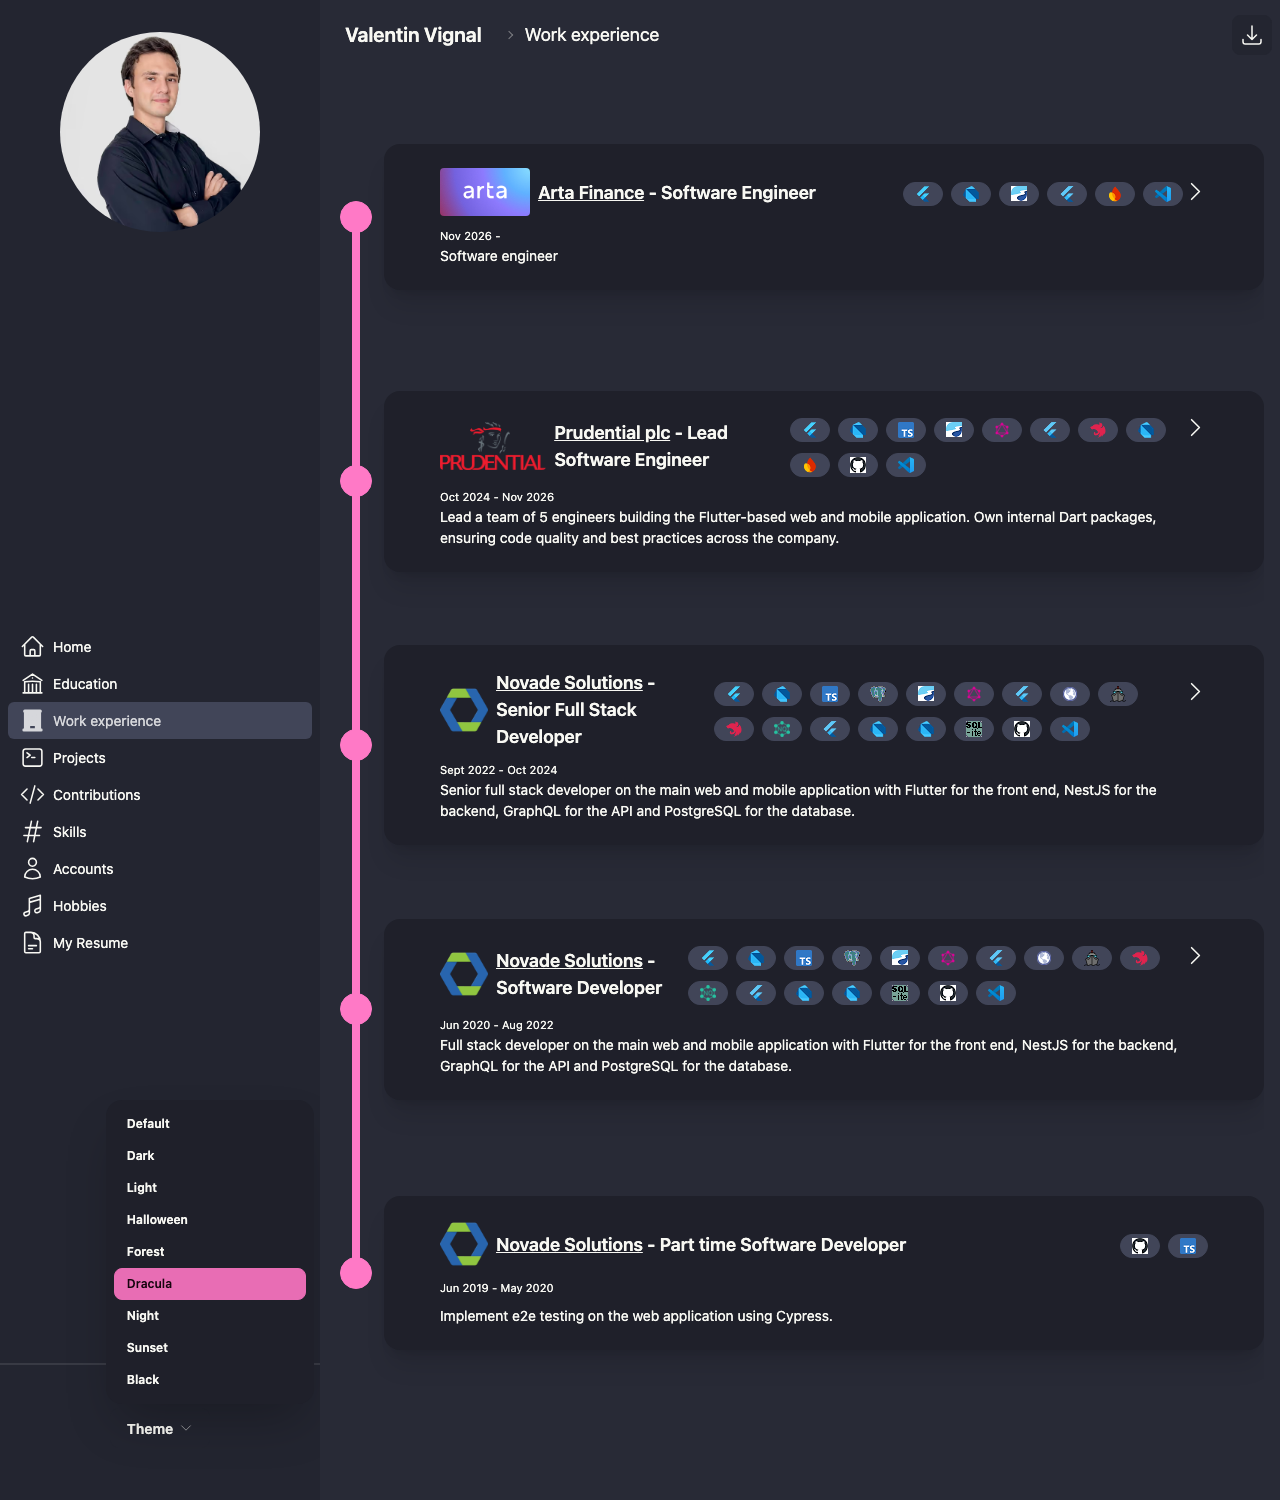 Valentin Vignal
Work experience
Home
Education
Work experience
Projects
Contributions
Skills
Accounts
Hobbies
My Resume
Default
Dark
Light
Halloween
Forest
Dracula
Night
Sunset
Black
Theme
arta
Arta Finance - Software Engineer
Nov 2026 -
Software engineer
PRUDENTIAL
Prudential plc - Lead
Software Engineer
TS
Oct 2024 - Nov 2026
Lead a team of 5 engineers building the Flutter-based web and mobile application. Own internal Dart packages,
ensuring code quality and best practices across the company.
Novade Solutions -
Senior Full Stack
Developer
TS
SQL
-ite
Sept 2022 - Oct 2024
Senior full stack developer on the main web and mobile application with Flutter for the front end, NestJS for the
backend, GraphQL for the API and PostgreSQL for the database.
Novade Solutions -
Software Developer
TS
SQL
-ite
Jun 2020 - Aug 2022
Full stack developer on the main web and mobile application with Flutter for the front end, NestJS for the backend,
GraphQL for the API and PostgreSQL for the database.
Novade Solutions - Part time Software Developer
TS
Jun 2019 - May 2020
Implement e2e testing on the web application using Cypress.